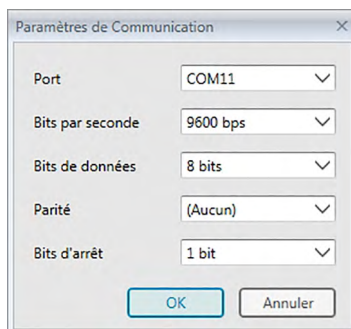 Paramètres de Communication
Port COM11
Bits par seconde 9600 bps
Bits de données 8 bits
Parité (Aucun)
Bits d'arrêt 1 bit
OK Annuler